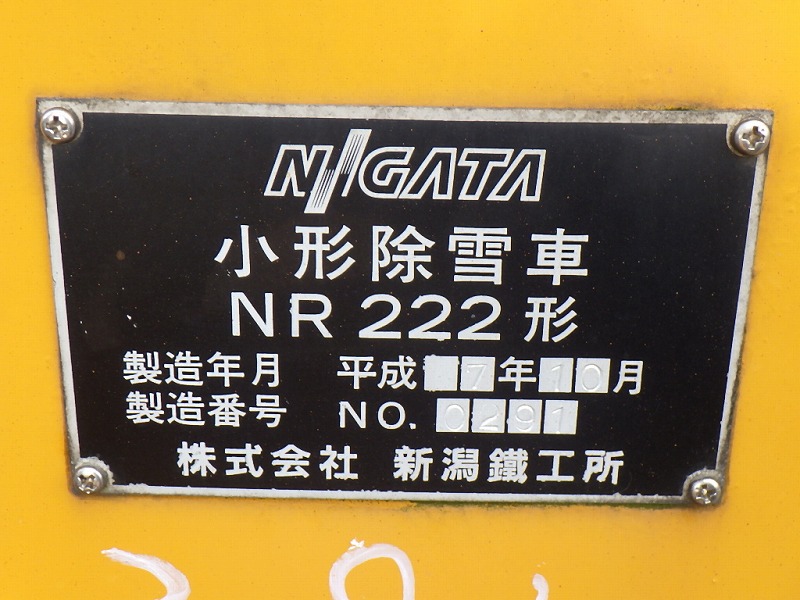 NIIGATA
小形除雪車
NR 222 形
製造年月 平成 7年10月
製造番号 NO. 0291
株式会社 新潟鐵工所